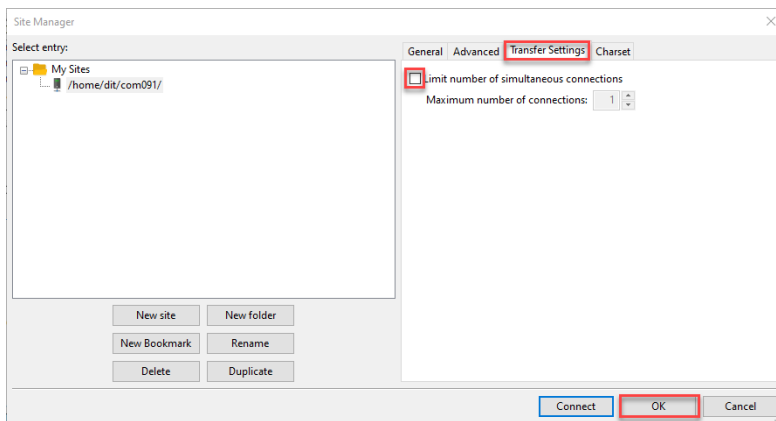 Site Manager
Select entry:
My Sites
/home/dit/com091/
New site New folder
New Bookmark Rename
Delete Duplicate
General Advanced Transfer Settings Charset
Limit number of simultaneous connections
Maximum number of connections: 1
Connect OK Cancel